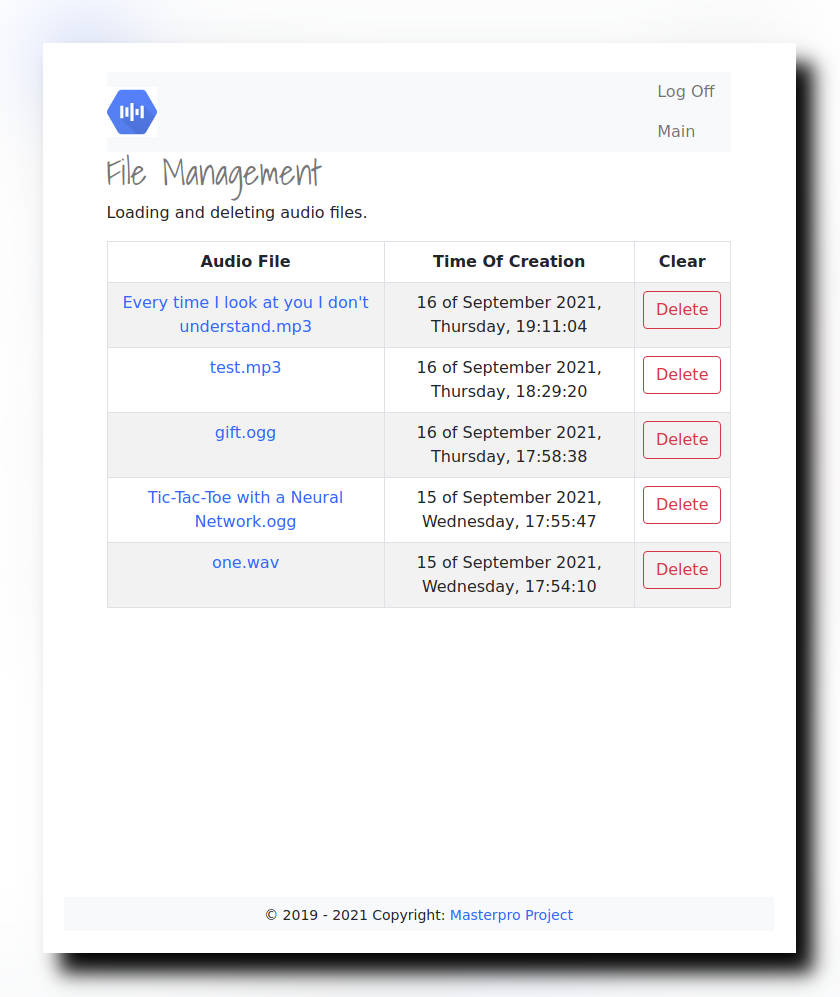 Log Off
Main
File Management
Loading and deleting audio files.
Audio File Time Of Creation Clear
Every time I look at you I don't
understand.mp3
16 of September 2021,
Thursday, 19:11:04
Delete
test.mp3
16 of September 2021,
Thursday, 18:29:20
Delete
gift.ogg
16 of September 2021,
Thursday, 17:58:38
Delete
Tic-Tac-Toe with a Neural
Network.ogg
15 of September 2021,
Wednesday, 17:55:47
Delete
one.wav
15 of September 2021,
Wednesday, 17:54:10
Delete
© 2019 - 2021 Copyright: Masterpro Project